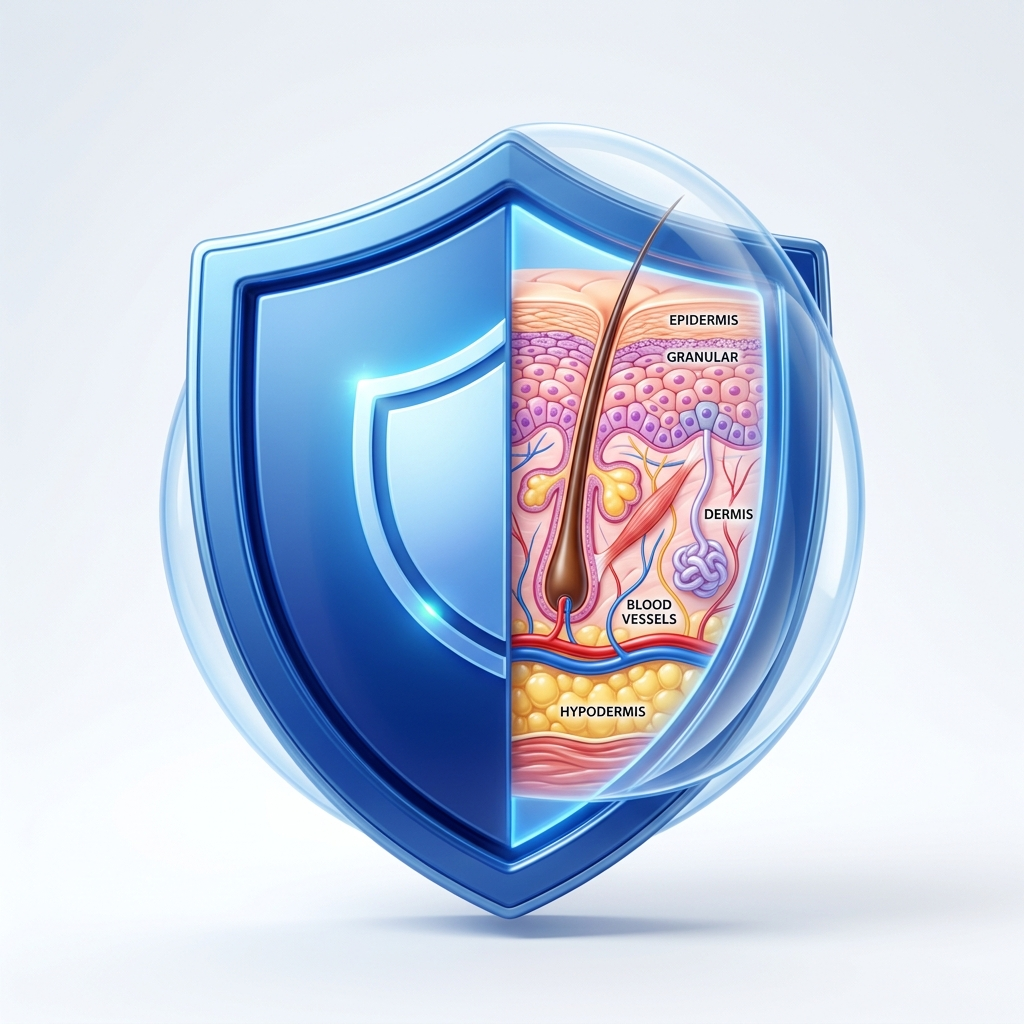 EPIDERMIS
GRANULAR
DERMIS
BLOOD
VESSELS
HYPODERMIS